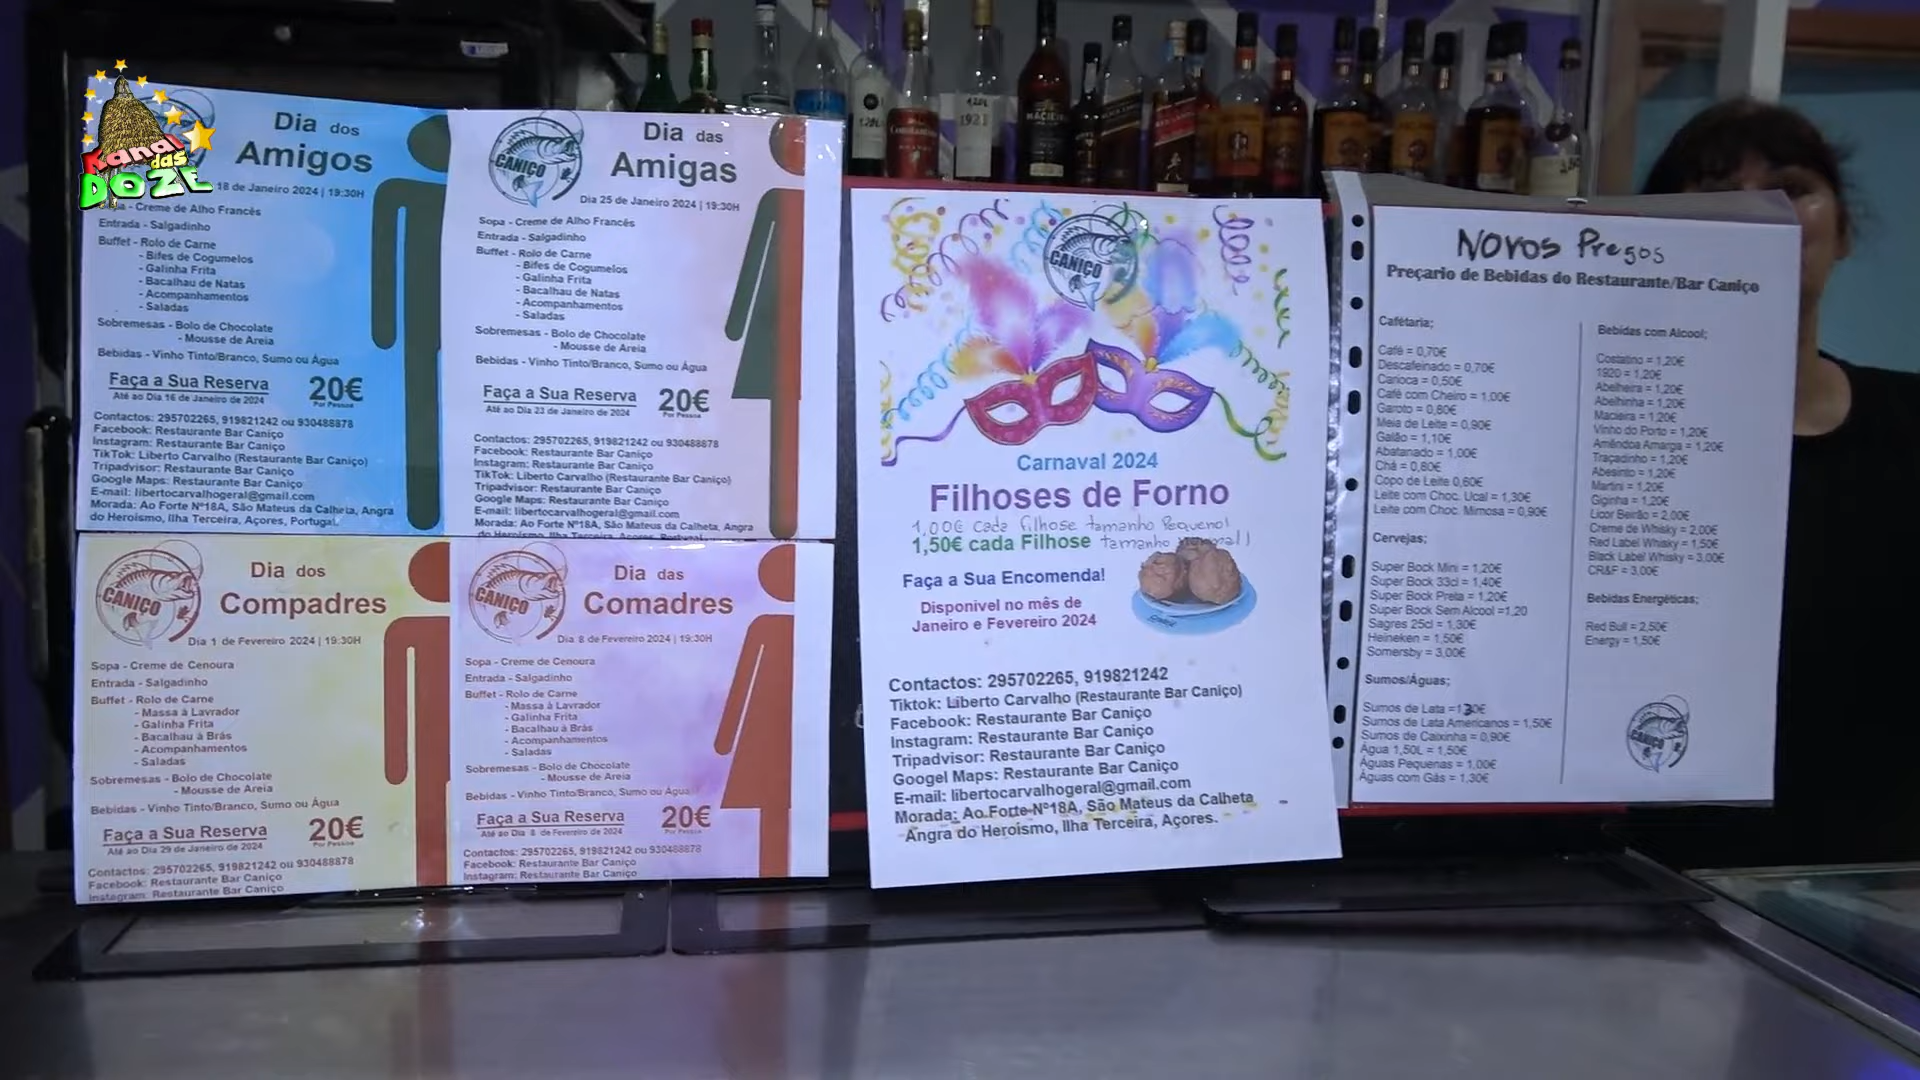 Kanal
das
DOZE
Dia dos
Amigos
18 de Janeiro 2024 | 19:30H
Creme de Alho Francês
Entrada - Salgadinho
Buffet - Rolo de Carne
- Bifes de Cogumelos
- Galinha Frita
- Bacalhau de Natas
- Acompanhamentos
- Saladas
Sobremesas - Bolo de Chocolate
- Mousse de Areia
Bebidas - Vinho Tinto/Branco, Sumo ou Água
Faça a Sua Reserva
Até ao Dia 16 de Janeiro de 2024
20€
Por Pessoa
Contactos: 295702265, 919821242 ou 930488878
Facebook: Restaurante Bar Caniço
Instagram: Restaurante Bar Caniço
TikTok: Liberto Carvalho (Restaurante Bar Caniço)
Tripadvisor: Restaurante Bar Caniço
Google Maps: Restaurante Bar Caniço
E-mail: libertocarvalhogeral@gmail.com
Morada: Ao Forte Nº18A, São Mateus da Calheta, Angra
do Heroísmo, Ilha Terceira, Açores, Portugal.
CANIÇO
Dia das
Amigas
Dia 25 de Janeiro 2024 | 19:30H
Sopa - Creme de Alho Francês
Entrada - Salgadinho
Buffet - Rolo de Carne
- Bifes de Cogumelos
- Galinha Frita
- Bacalhau de Natas
- Acompanhamentos
- Saladas
Sobremesas - Bolo de Chocolate
- Mousse de Areia
Bebidas - Vinho Tinto/Branco, Sumo ou Água
Faça a Sua Reserva
Até ao Dia 23 de Janeiro de 2024
20€
Por Pessoa
Contactos: 295702265, 919821242 ou 930488878
Facebook: Restaurante Bar Caniço
Instagram: Restaurante Bar Caniço
TikTok: Liberto Carvalho (Restaurante Bar Caniço)
Tripadvisor: Restaurante Bar Caniço
Google Maps: Restaurante Bar Caniço
E-mail: libertocarvalhogeral@gmail.com
Morada: Ao Forte Nº18A, São Mateus da Calheta, Angra
do Heroísmo, Ilha Terceira, Açores, Portugal.
CANIÇO
Dia dos
Compadres
Dia 1 de Fevereiro 2024 | 19:30H
Sopa - Creme de Cenoura
Entrada - Salgadinho
Buffet - Rolo de Carne
- Massa à Lavrador
- Galinha Frita
- Bacalhau à Brás
- Acompanhamentos
- Saladas
Sobremesas - Bolo de Chocolate
- Mousse de Areia
Bebidas - Vinho Tinto/Branco, Sumo ou Água
Faça a Sua Reserva
Até ao Dia 29 de Janeiro de 2024
20€
Por Pessoa
Contactos: 295702265, 919821242 ou 930488878
Facebook: Restaurante Bar Caniço
Instagram: Restaurante Bar Caniço
CANIÇO
Dia das
Comadres
Dia 8 de Fevereiro 2024 | 19:30H
Sopa - Creme de Cenoura
Entrada - Salgadinho
Buffet - Rolo de Carne
- Massa à Lavrador
- Galinha Frita
- Bacalhau à Brás
- Acompanhamentos
- Saladas
Sobremesas - Bolo de Chocolate
- Mousse de Areia
Bebidas - Vinho Tinto/Branco, Sumo ou Água
Faça a Sua Reserva
Até ao Dia 8 de Fevereiro de 2024
20€
Por Pessoa
Contactos: 295702265, 919821242 ou 930488878
Facebook: Restaurante Bar Caniço
Instagram: Restaurante Bar Caniço
CANIÇO
Carnaval 2024
Filhoses de Forno
1,00€ cada filhose tamanho Pequeno!
1,50€ cada Filhose tamanho normal!
Faça a Sua Encomenda!
Disponivel no mês de
Janeiro e Fevereiro 2024
Contactos: 295702265, 919821242
Tiktok: Liberto Carvalho (Restaurante Bar Caniço)
Facebook: Restaurante Bar Caniço
Instagram: Restaurante Bar Caniço
Tripadvisor: Restaurante Bar Caniço
Googel Maps: Restaurante Bar Caniço
E-mail: libertocarvalhogeral@gmail.com
Morada: Ao Forte Nº18A, São Mateus da Calheta
Angra do Heroísmo, Ilha Terceira, Açores.
Novos Preços
Preçario de Bebidas do Restaurante/Bar Caniço
Cafétaria;
Café = 0,70€
Descafeinado = 0,70€
Carioca = 0,50€
Café com Cheiro = 1,00€
Garoto = 0,80€
Meia de Leite = 0,90€
Galão = 1,10€
Abatanado = 1,00€
Chá = 0,80€
Copo de Leite 0,60€
Leite com Choc. Ucal = 1,30€
Leite com Choc. Mimosa = 0,90€
Cervejas;
Super Bock Mini = 1,20€
Super Bock 33cl = 1,40€
Super Bock Preta = 1,20€
Super Bock Sem Alcool =1,20
Sagres 25cl = 1,30€
Heineken = 1,50€
Somersby = 3,00€
Sumos/Águas;
Sumos de Lata =1,30€
Sumos de Lata Americanos = 1,50€
Sumos de Caixinha = 0,90€
Água 1,50L = 1,50€
Águas Pequenas = 1,00€
Águas com Gás = 1,30€
Bebidas com Alcool;
Costatino = 1,20€
1920 = 1,20€
Abelheira = 1,20€
Abelhinha = 1,20€
Macieira = 1,20€
Vinho do Porto = 1,20€
Amêndoa Amarga = 1,20€
Traçadinho = 1,20€
Abesinto = 1,20€
Martini = 1,20€
Giginha = 1,20€
Licor Beirão = 2,00€
Creme de Whisky = 2,00€
Red Label Whisky = 1,50€
Black Label Whisky = 3,00€
CR&F = 3,00€
Bebidas Energéticas;
Red Bull = 2,50€
Energy = 1,50€
CANIÇO